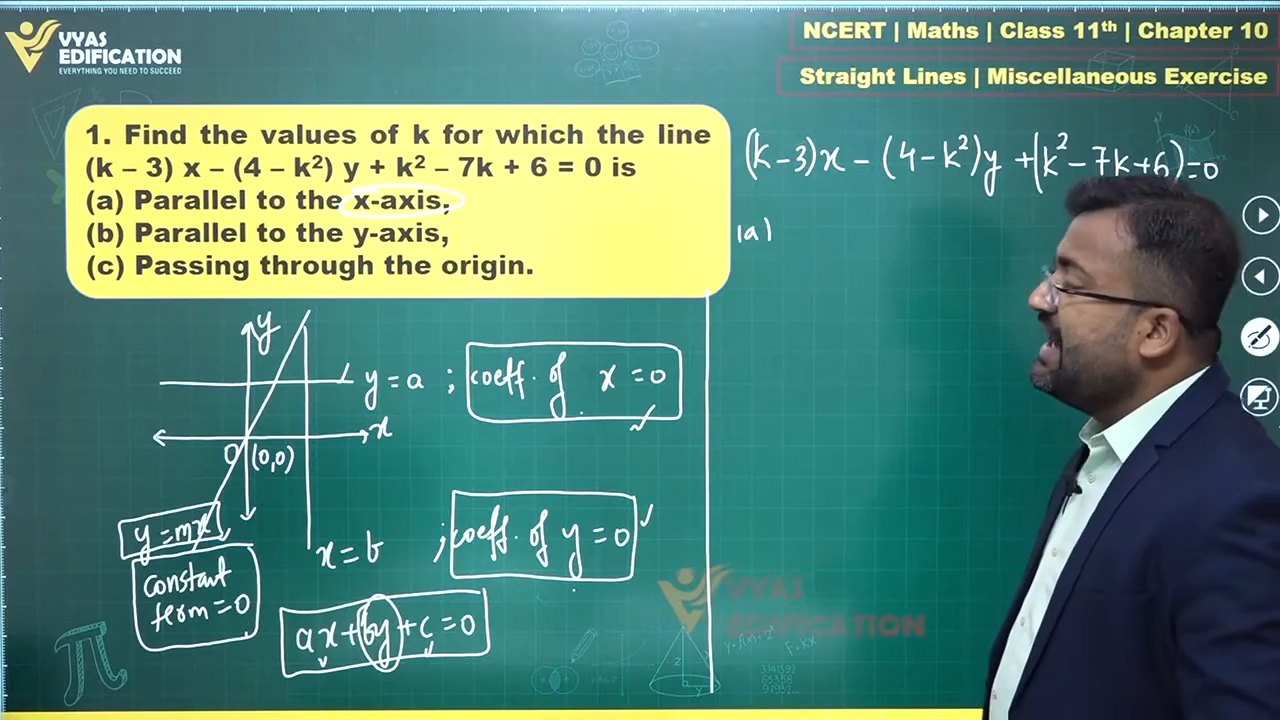 VYAS
EDIFICATION
EVERYTHING YOU NEED TO SUCCEED
NCERT | Maths | Class 11th | Chapter 10
Straight Lines | Miscellaneous Exercise
1. Find the values of k for which the line
(k – 3) x – (4 – k²) y + k² – 7k + 6 = 0 is
(a) Parallel to the x-axis,
(b) Parallel to the y-axis,
(c) Passing through the origin.
(k-3)x - (4-k²)y + (k²-7k+6)=0
(a)
y
y = a ; coeff. of x = 0
x
O (0,0)
y = mx
constant
term = 0
x = b ; coeff. of y = 0
ax + by + c = 0
VYAS
EDIFICATION